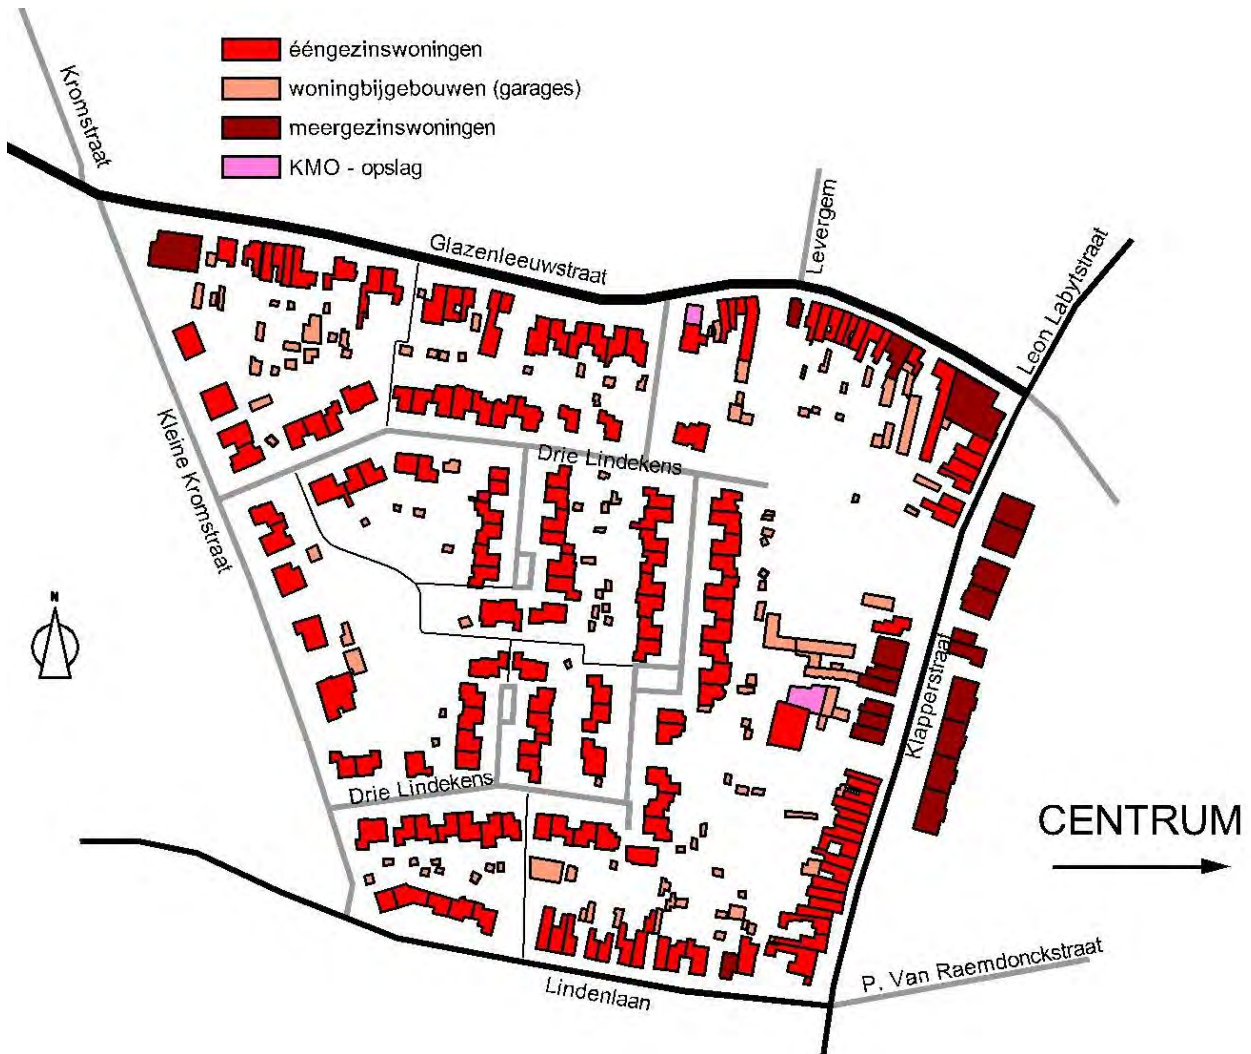 ééngezinswoningen
woningbijgebouwen (garages)
meergezinswoningen
KMO - opslag
Kromstraat
Levergem
Glazenleeuwstraat
Leon Labytstraat
Kleine Kromstraat
Drie Lindekens
N
Klapperstraat
Drie Lindekens
CENTRUM
P. Van Raemdonckstraat
Lindenlaan